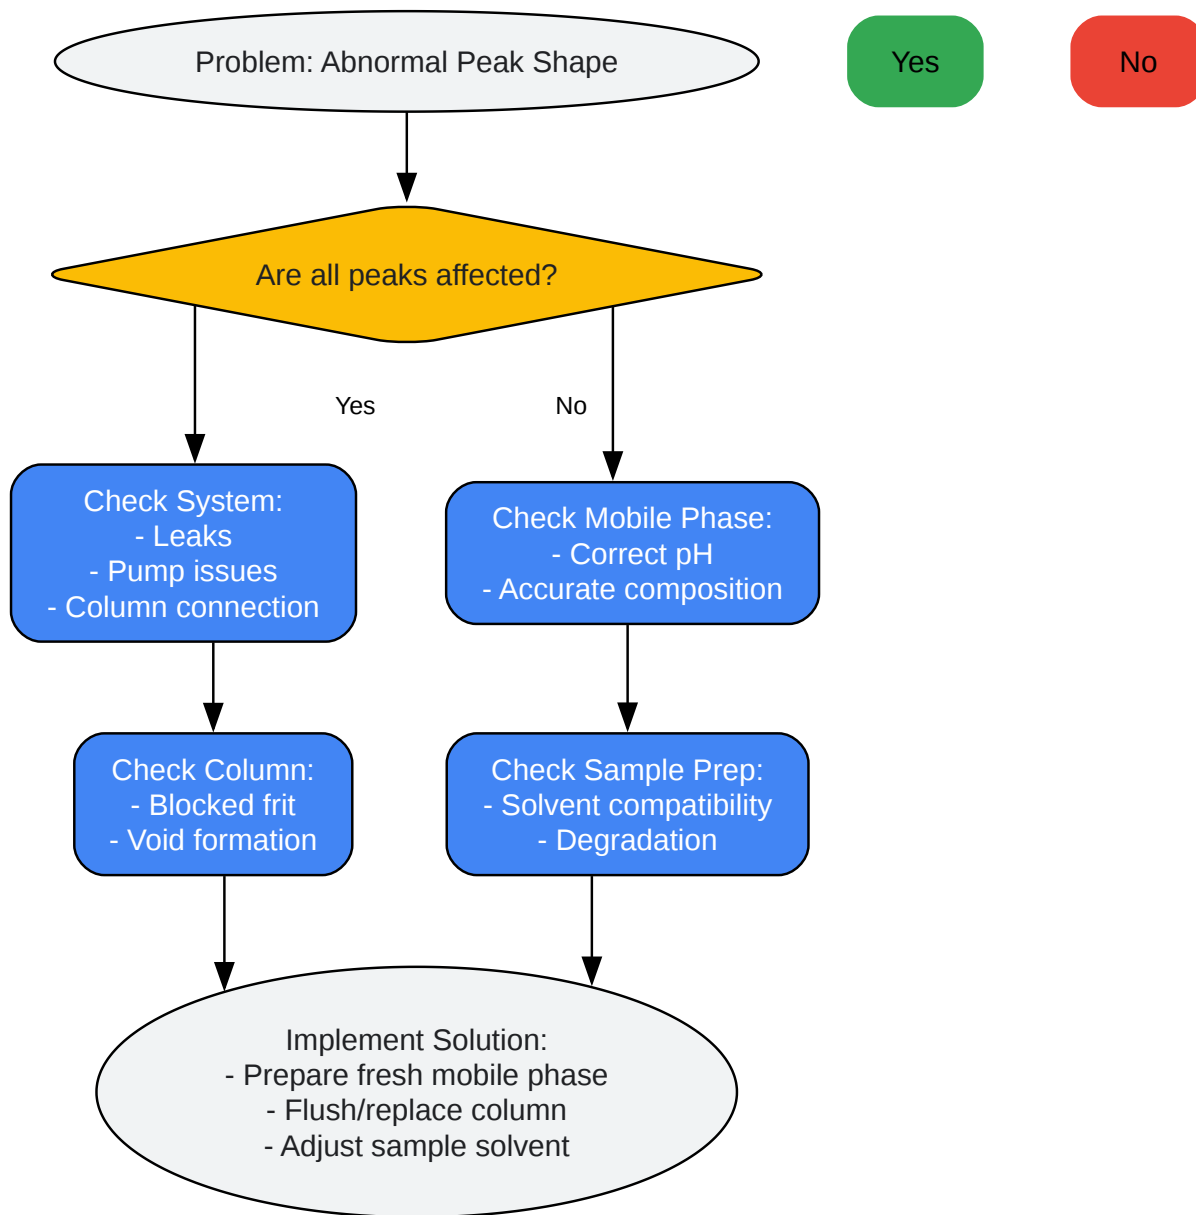 Problem: Abnormal Peak Shape
Yes
No
Are all peaks affected?
Yes
No
Check System:
- Leaks
- Pump issues
- Column connection
Check Mobile Phase:
- Correct pH
- Accurate composition
Check Column:
- Blocked frit
- Void formation
Check Sample Prep:
- Solvent compatibility
- Degradation
Implement Solution:
- Prepare fresh mobile phase
- Flush/replace column
- Adjust sample solvent